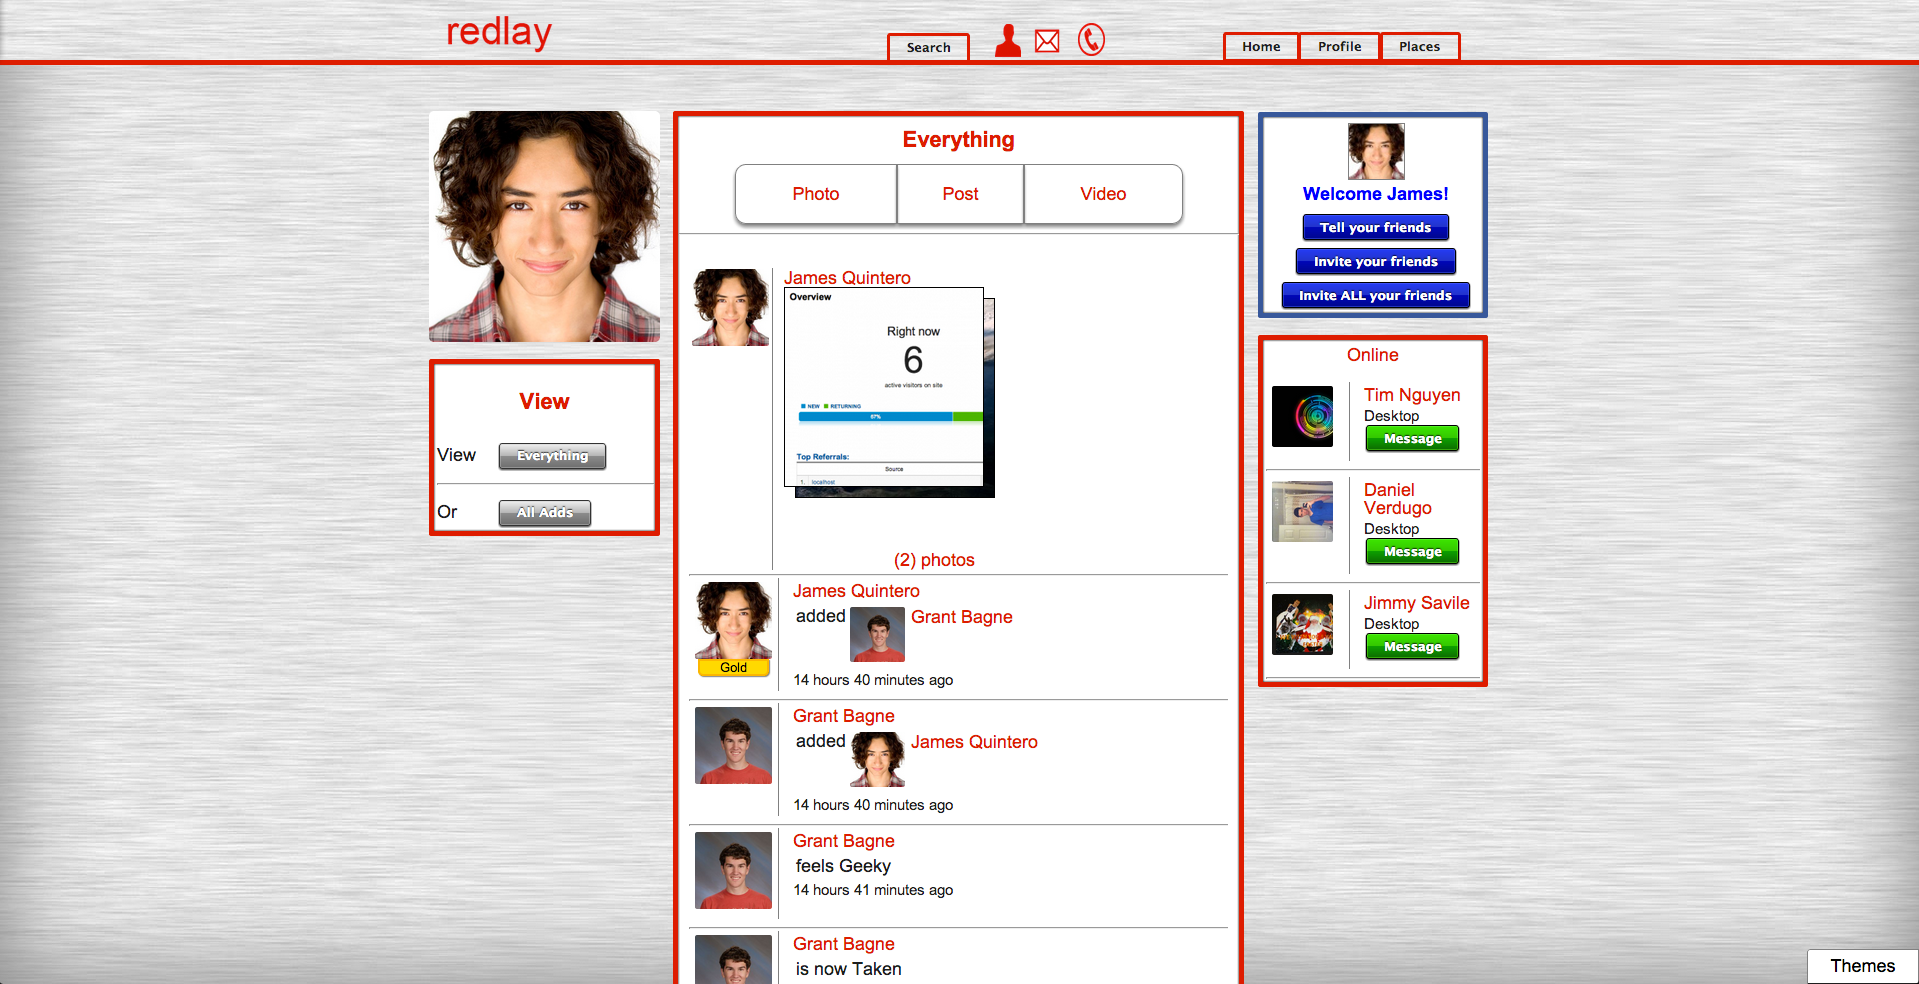 redlay
Search
Home
Profile
Places
View
View Everything
Or All Adds
Everything
Photo
Post
Video
James Quintero
Overview
Right now
6
active visitors on site
NEW RETURNING
67%
Top Referrals:
Source
1. localhost
(2) photos
James Quintero
added Grant Bagne
Gold
14 hours 40 minutes ago
Grant Bagne
added James Quintero
14 hours 40 minutes ago
Grant Bagne
feels Geeky
14 hours 41 minutes ago
Grant Bagne
is now Taken
Welcome James!
Tell your friends
Invite your friends
Invite ALL your friends
Online
Tim Nguyen
Desktop
Message
Daniel
Verdugo
Desktop
Message
Jimmy Savile
Desktop
Message
Themes